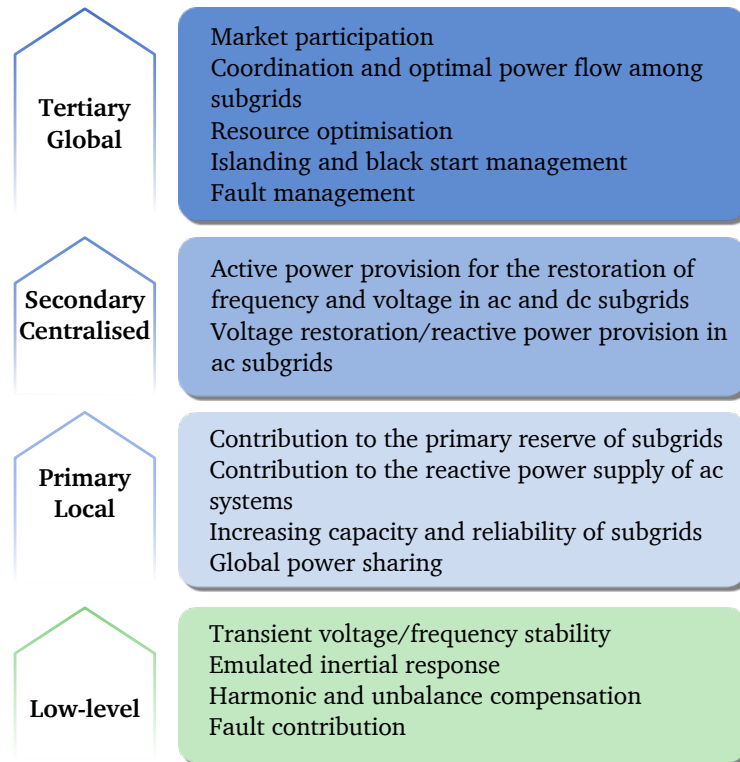 Tertiary
Global
Market participation
Coordination and optimal power flow among
subgrids
Resource optimisation
Islanding and black start management
Fault management
Secondary
Centralised
Active power provision for the restoration of
frequency and voltage in ac and dc subgrids
Voltage restoration/reactive power provision in
ac subgrids
Primary
Local
Contribution to the primary reserve of subgrids
Contribution to the reactive power supply of ac
systems
Increasing capacity and reliability of subgrids
Global power sharing
Low-level
Transient voltage/frequency stability
Emulated inertial response
Harmonic and unbalance compensation
Fault contribution